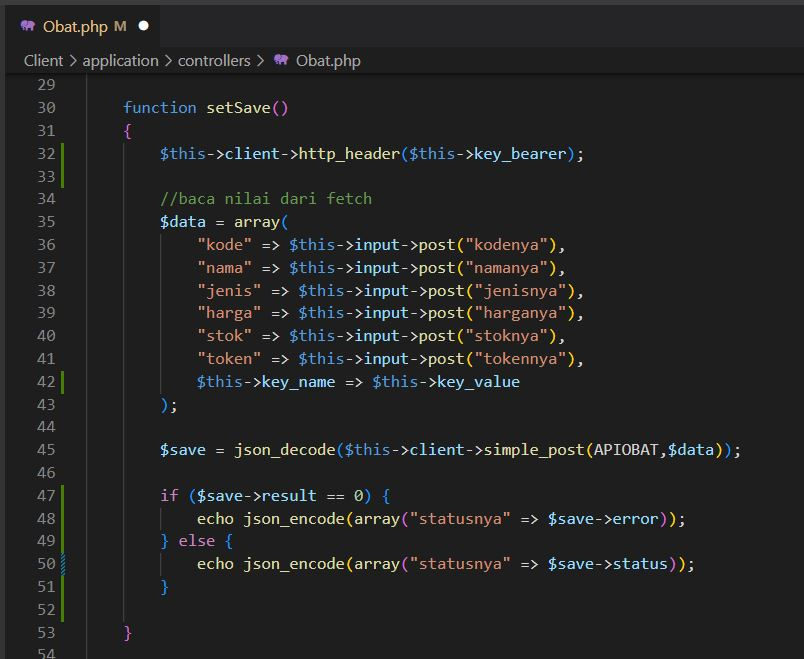 Obat.php M
Client > application > controllers > Obat.php
29
30 function setSave()
31 {
32 $this->client->http_header($this->key_bearer);
33
34 //baca nilai dari fetch
35 $data = array(
36 "kode" => $this->input->post("kodenya"),
37 "nama" => $this->input->post("namanya"),
38 "jenis" => $this->input->post("jenisnya"),
39 "harga" => $this->input->post("harganya"),
40 "stok" => $this->input->post("stoknya"),
41 "token" => $this->input->post("tokennya"),
42 $this->key_name => $this->key_value
43 );
44
45 $save = json_decode($this->client->simple_post(APIOBAT,$data));
46
47 if ($save->result == 0) {
48 echo json_encode(array("statusnya" => $save->error));
49 } else {
50 echo json_encode(array("statusnya" => $save->status));
51 }
52
53 }
54